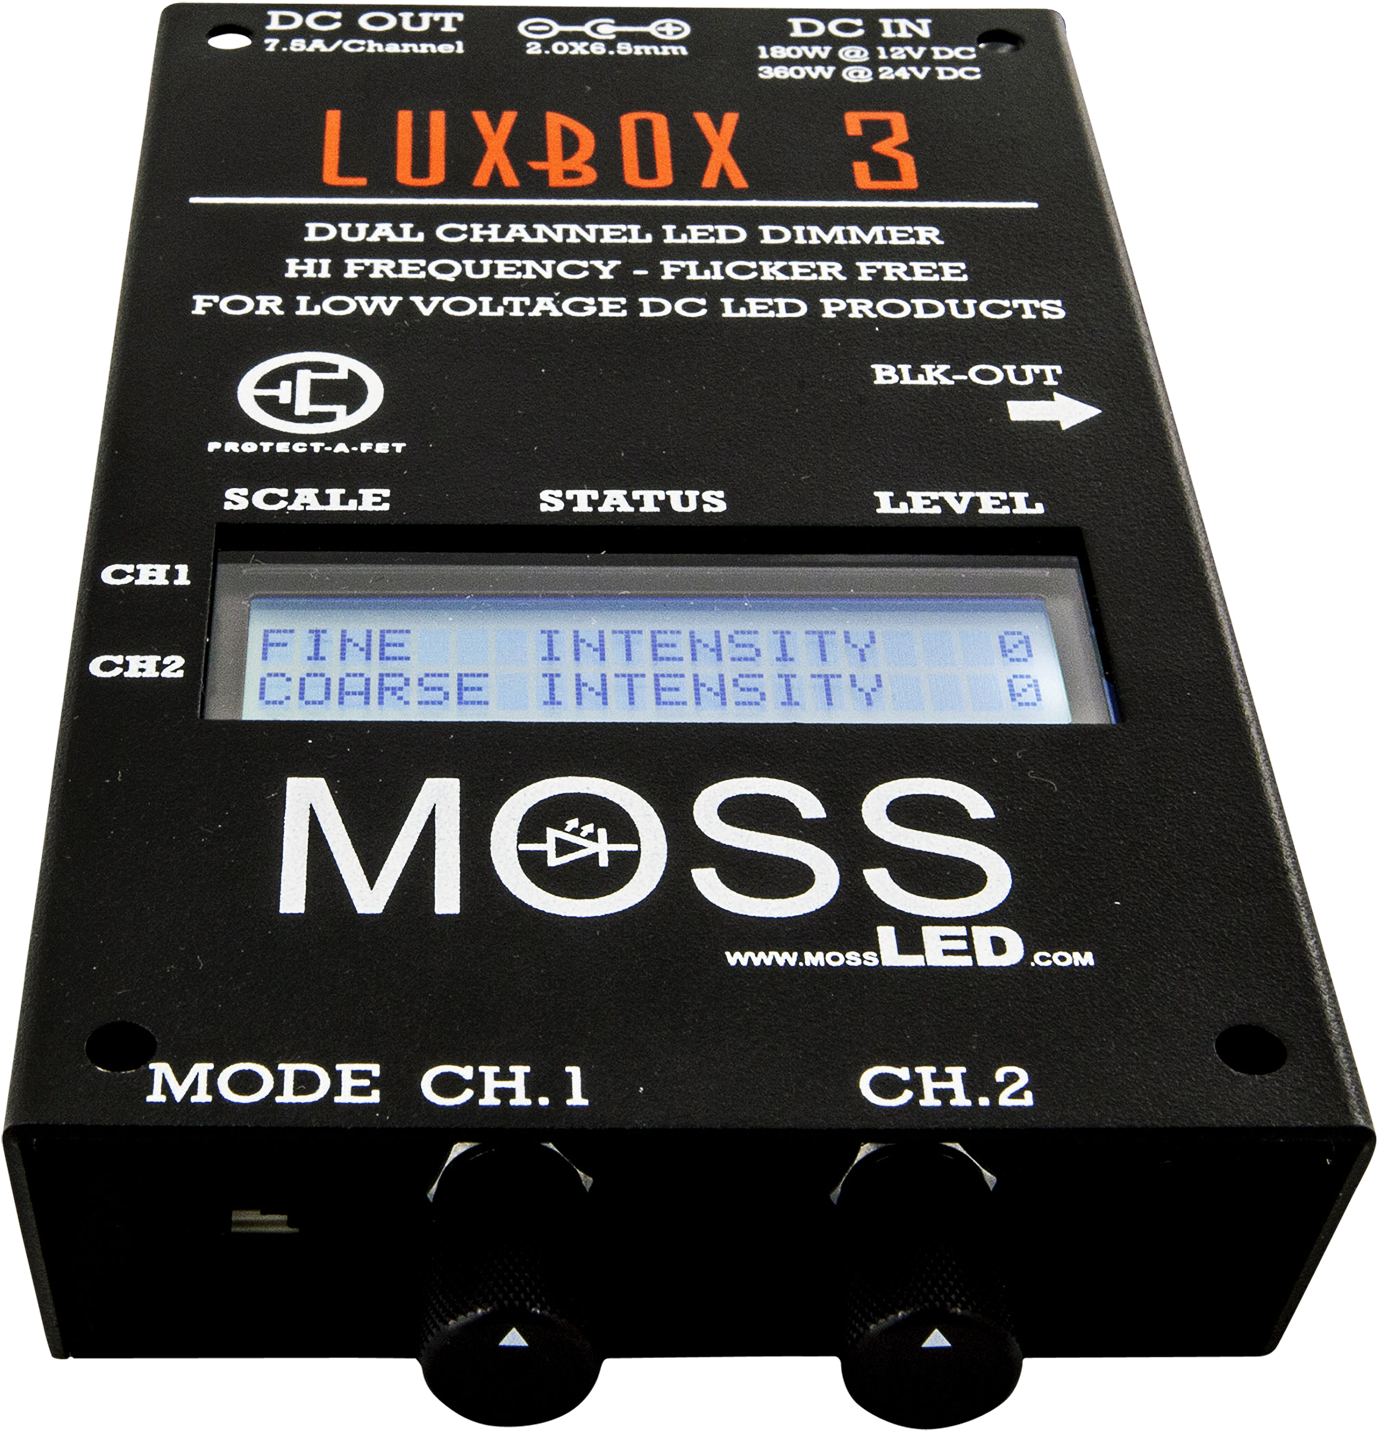 DC OUT
7.5A/Channel
2.0X6.5mm
DC IN
180W @ 12V DC
360W @ 24V DC
LUXBOX 3
DUAL CHANNEL LED DIMMER
HI FREQUENCY - FLICKER FREE
FOR LOW VOLTAGE DC LED PRODUCTS
BLK-OUT
PROTECT-A-FET
SCALE STATUS LEVEL
CH1
FINE INTENSITY 0
CH2
COARSE INTENSITY 0
MOSS
WWW.MOSSLED.COM
MODE CH.1 CH.2